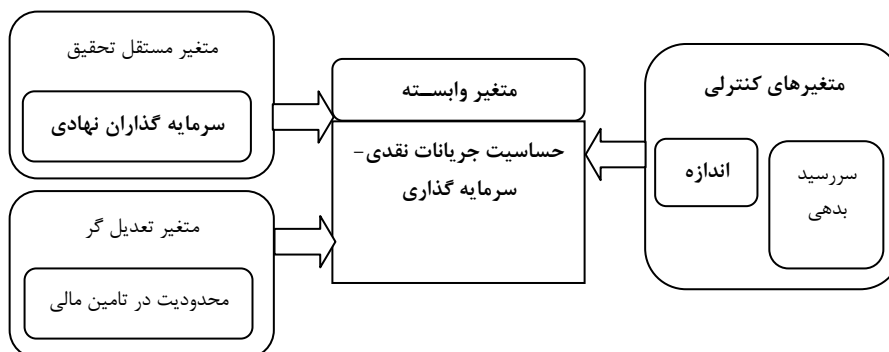 متغیرهای کنترلی
اندازه
سررسید
بدهی
متغیر وابســته
حساسیت جریانات نقدی-
سرمایه گذاری
متغیر مستقل تحقیق
سرمایه گذاران نهادی
متغیر تعدیل گر
محدودیت در تامین مالی